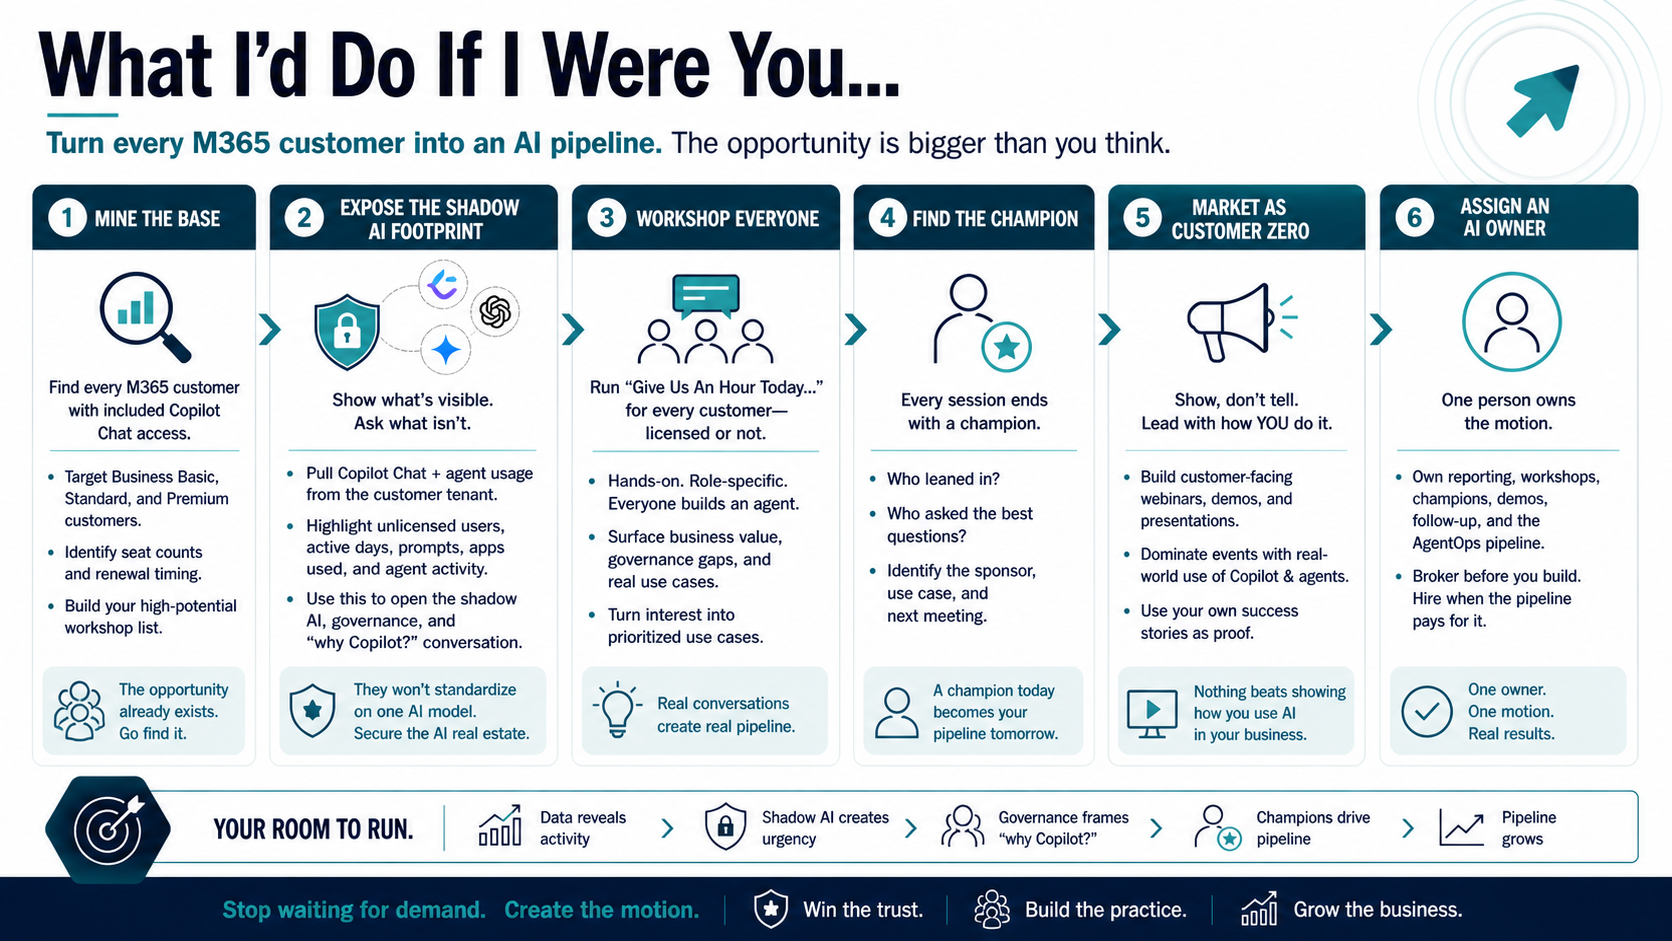 What I'd Do If I Were You...
Turn every M365 customer into an AI pipeline. The opportunity is bigger than you think.
1 MINE THE BASE
Find every M365 customer
with included Copilot
Chat access.
• Target Business Basic,
Standard, and Premium
customers.
• Identify seat counts
and renewal timing.
• Build your high-potential
workshop list.
The opportunity
already exists.
Go find it.
2 EXPOSE THE SHADOW
AI FOOTPRINT
Show what's visible.
Ask what isn't.
• Pull Copilot Chat + agent usage
from the customer tenant.
• Highlight unlicensed users,
active days, prompts, apps
used, and agent activity.
• Use this to open the shadow
AI, governance, and
"why Copilot?" conversation.
They won't standardize
on one AI model.
Secure the AI real estate.
3 WORKSHOP EVERYONE
Run "Give Us An Hour Today..."
for every customer—
licensed or not.
• Hands-on. Role-specific.
Everyone builds an agent.
• Surface business value,
governance gaps, and
real use cases.
• Turn interest into
prioritized use cases.
Real conversations
create real pipeline.
4 FIND THE CHAMPION
Every session ends
with a champion.
• Who leaned in?
• Who asked the best
questions?
• Identify the sponsor,
use case, and
next meeting.
A champion today
becomes your
pipeline tomorrow.
5 MARKET AS
CUSTOMER ZERO
Show, don't tell.
Lead with how YOU do it.
• Build customer-facing
webinars, demos, and
presentations.
• Dominate events with real-
world use of Copilot & agents.
• Use your own success
stories as proof.
Nothing beats showing
how you use AI
in your business.
6 ASSIGN AN
AI OWNER
One person owns
the motion.
• Own reporting, workshops,
champions, demos,
follow-up, and the
AgentOps pipeline.
• Broker before you build.
Hire when the pipeline
pays for it.
One owner.
One motion.
Real results.
YOUR ROOM TO RUN.
Data reveals
activity
Shadow AI creates
urgency
Governance frames
"why Copilot?"
Champions drive
pipeline
Pipeline
grows
Stop waiting for demand. Create the motion.
Win the trust.
Build the practice.
Grow the business.